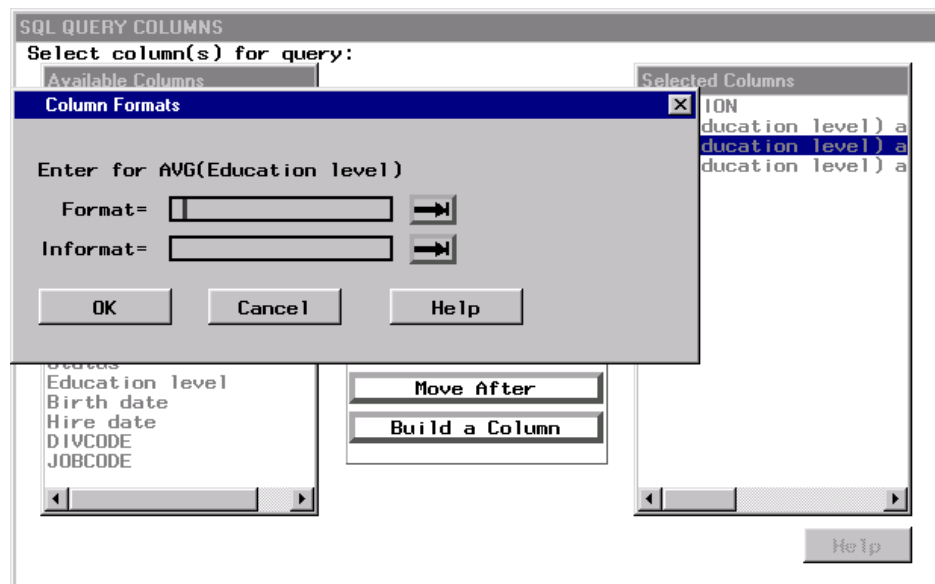 SQL QUERY COLUMNS
Select column(s) for query:
Available Columns
Selected Columns
Column Formats
ION
ducation level) a
ducation level) a
ducation level) a
Enter for AVG(Education level)
Format=
Informat=
OK
Cancel
Help
Status
Education level
Birth date
Hire date
DIVCODE
JOBCODE
Move After
Build a Column
Help